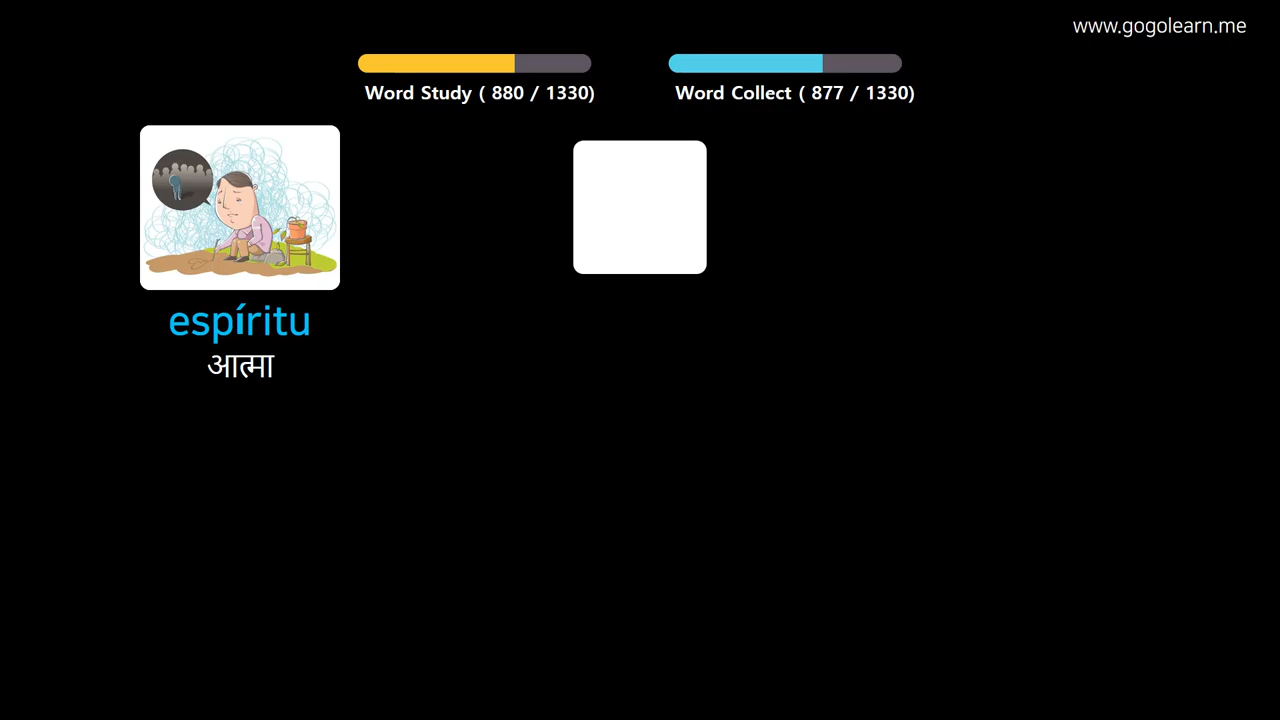 www.gogolearn.me
Word Study ( 880 / 1330)
Word Collect ( 877 / 1330)
espíritu
आत्मा